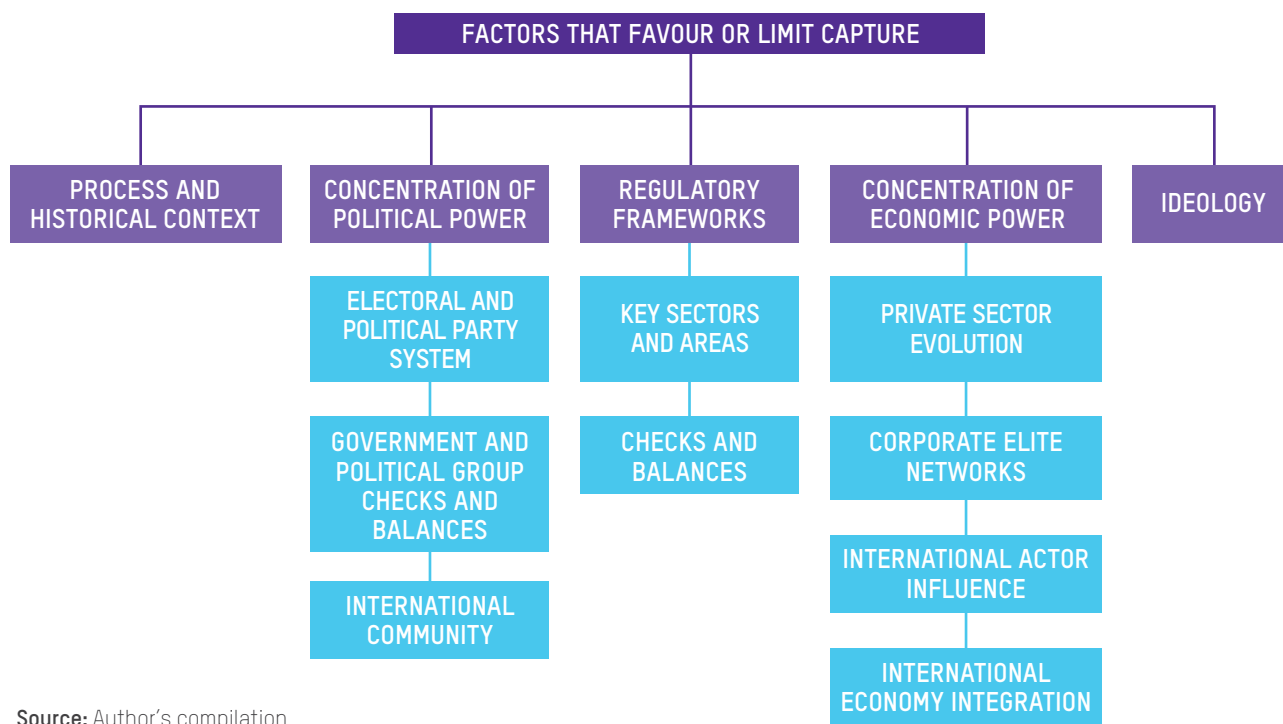 FACTORS THAT FAVOUR OR LIMIT CAPTURE
PROCESS AND
HISTORICAL CONTEXT
CONCENTRATION OF
POLITICAL POWER
REGULATORY
FRAMEWORKS
CONCENTRATION OF
ECONOMIC POWER
IDEOLOGY
ELECTORAL AND
POLITICAL PARTY
SYSTEM
GOVERNMENT AND
POLITICAL GROUP
CHECKS AND
BALANCES
INTERNATIONAL
COMMUNITY
KEY SECTORS
AND AREAS
CHECKS AND
BALANCES
PRIVATE SECTOR
EVOLUTION
CORPORATE ELITE
NETWORKS
INTERNATIONAL ACTOR
INFLUENCE
INTERNATIONAL
ECONOMY INTEGRATION
Source: Author's compilation